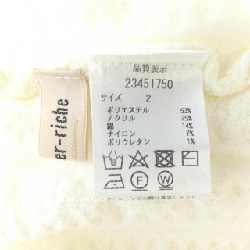 er-riche
品質表示
23451750
サイズ 2
ポリエステル 53%
アクリル 25%
綿 14%
ナイロン 7%
ポリウレタン 1%